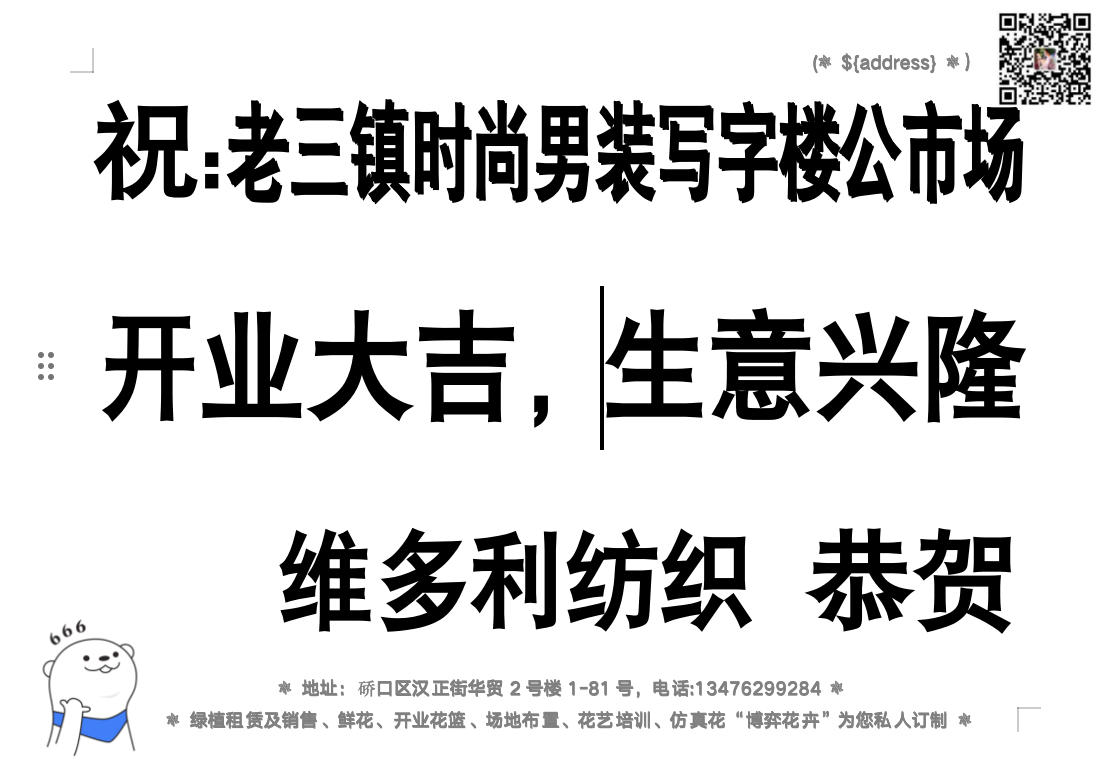 (* ${address} *)
祝:老三镇时尚男装写字楼公市场
开业大吉，生意兴隆
维多利纺织 恭贺
666
* 地址：硚口区汉正街华贸 2 号楼 1-81 号，电话:13476299284 *
* 绿植租赁及销售、鲜花、开业花篮、场地布置、花艺培训、仿真花“博弈花卉”为您私人订制 *